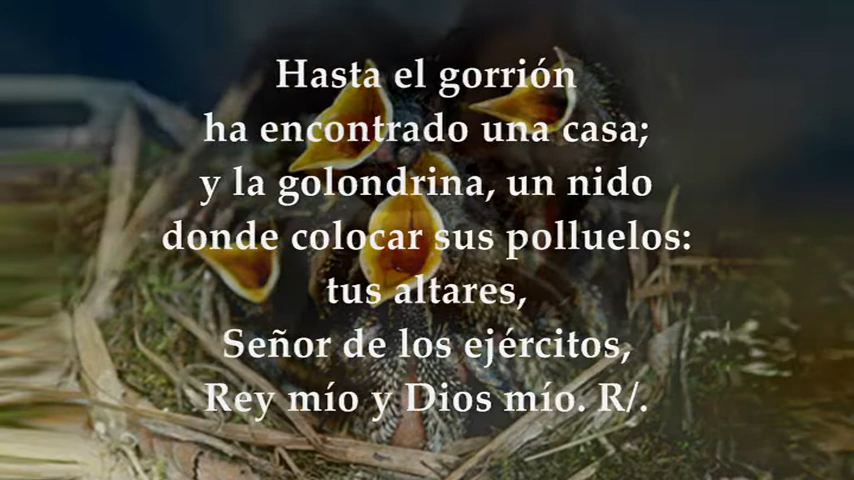 Hasta el gorrión
ha encontrado una casa;
y la golondrina, un nido
donde colocar sus polluelos:
tus altares,
Señor de los ejércitos,
Rey mío y Dios mío. R/.